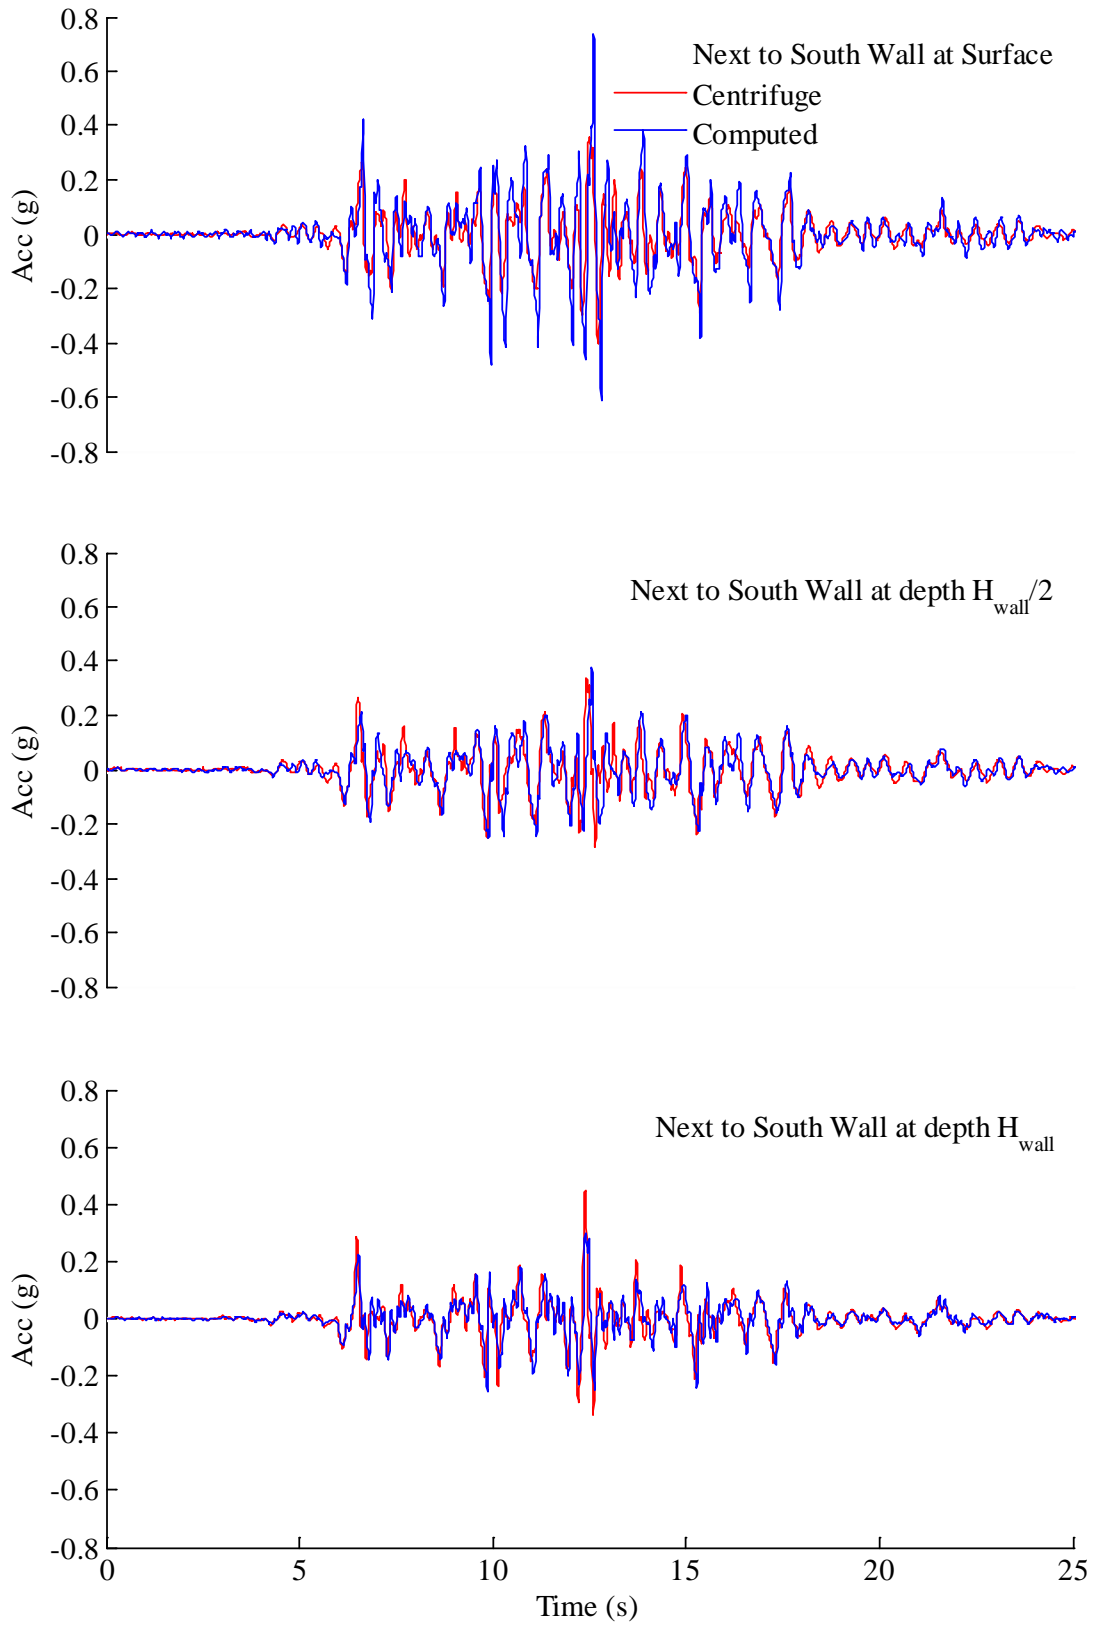 0.8
0.6
0.4
0.2
0
-0.2
-0.4
-0.6
-0.8
Acc (g)
Next to South Wall at Surface
Centrifuge
Computed
0.8
0.6
0.4
0.2
0
-0.2
-0.4
-0.6
-0.8
Acc (g)
Next to South Wall at depth H_wall/2
0.8
0.6
0.4
0.2
0
-0.2
-0.4
-0.6
-0.8
Acc (g)
Next to South Wall at depth H_wall
0 5 10 15 20 25
Time (s)